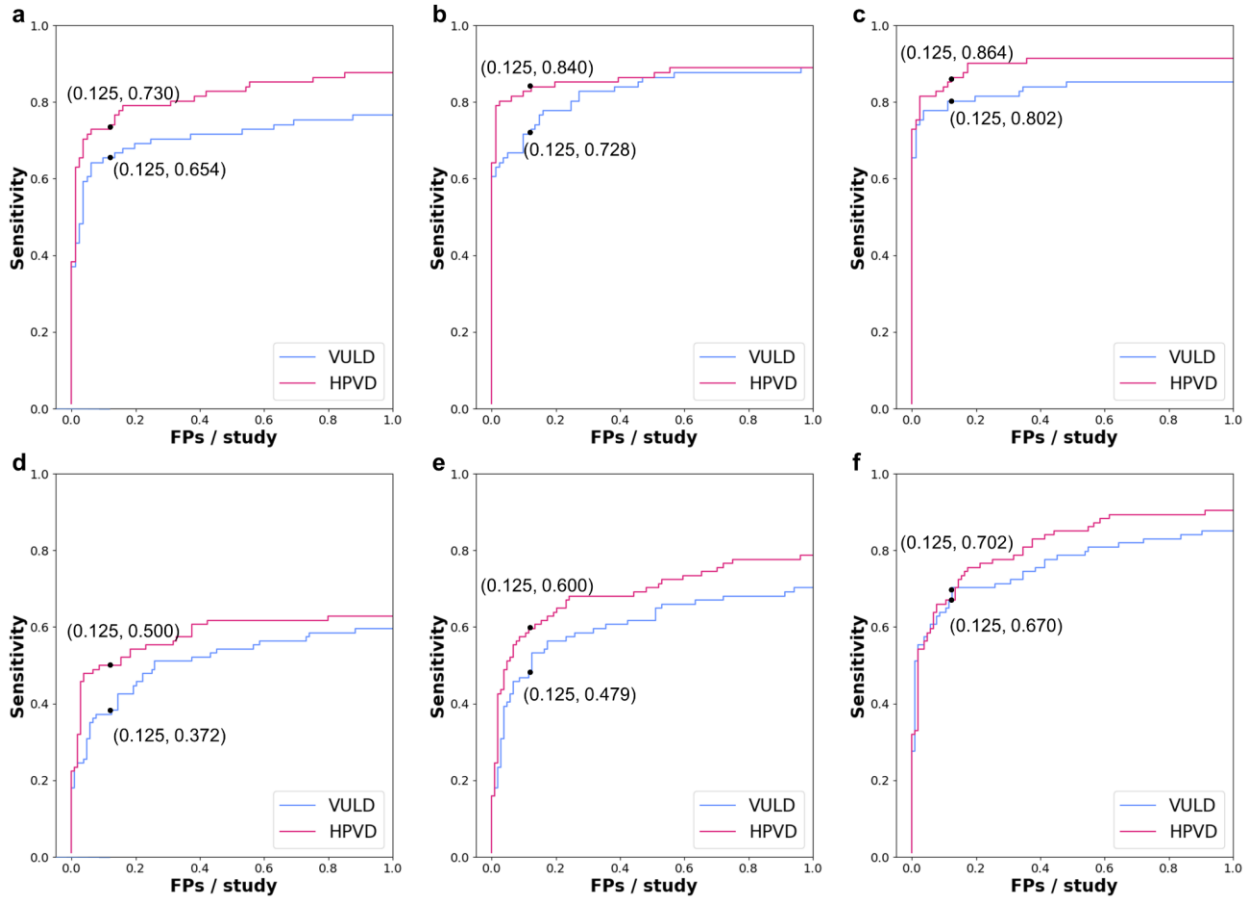 a
1.0
0.8
0.6
0.4
0.2
0.0
Sensitivity
(0.125, 0.730)
(0.125, 0.654)
VULD
HPVD
0.0 0.2 0.4 0.6 0.8 1.0
FPs / study
b
1.0
0.8
0.6
0.4
0.2
0.0
Sensitivity
(0.125, 0.840)
(0.125, 0.728)
VULD
HPVD
0.0 0.2 0.4 0.6 0.8 1.0
FPs / study
c
1.0
0.8
0.6
0.4
0.2
0.0
Sensitivity
(0.125, 0.864)
(0.125, 0.802)
VULD
HPVD
0.0 0.2 0.4 0.6 0.8 1.0
FPs / study
d
1.0
0.8
0.6
0.4
0.2
0.0
Sensitivity
(0.125, 0.500)
(0.125, 0.372)
VULD
HPVD
0.0 0.2 0.4 0.6 0.8 1.0
FPs / study
e
1.0
0.8
0.6
0.4
0.2
0.0
Sensitivity
(0.125, 0.600)
(0.125, 0.479)
VULD
HPVD
0.0 0.2 0.4 0.6 0.8 1.0
FPs / study
f
1.0
0.8
0.6
0.4
0.2
0.0
Sensitivity
(0.125, 0.702)
(0.125, 0.670)
VULD
HPVD
0.0 0.2 0.4 0.6 0.8 1.0
FPs / study